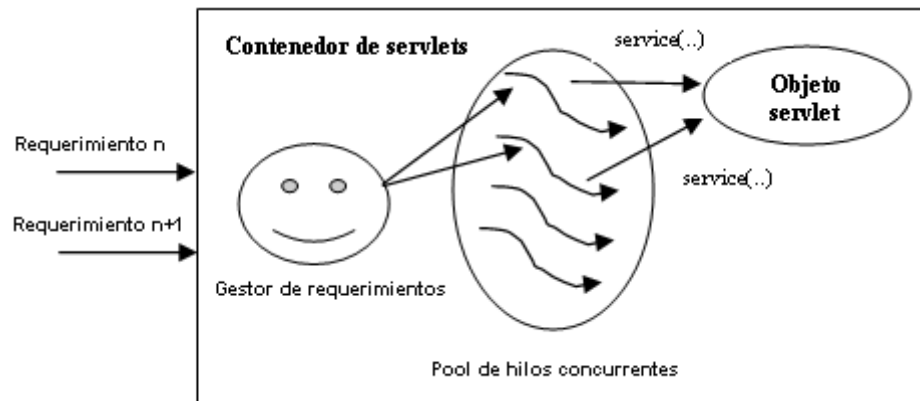 Contenedor de servlets
service(..)
Objeto
servlet
Requerimiento n
service(..)
Requerimiento n+1
Gestor de requerimientos
Pool de hilos concurrentes